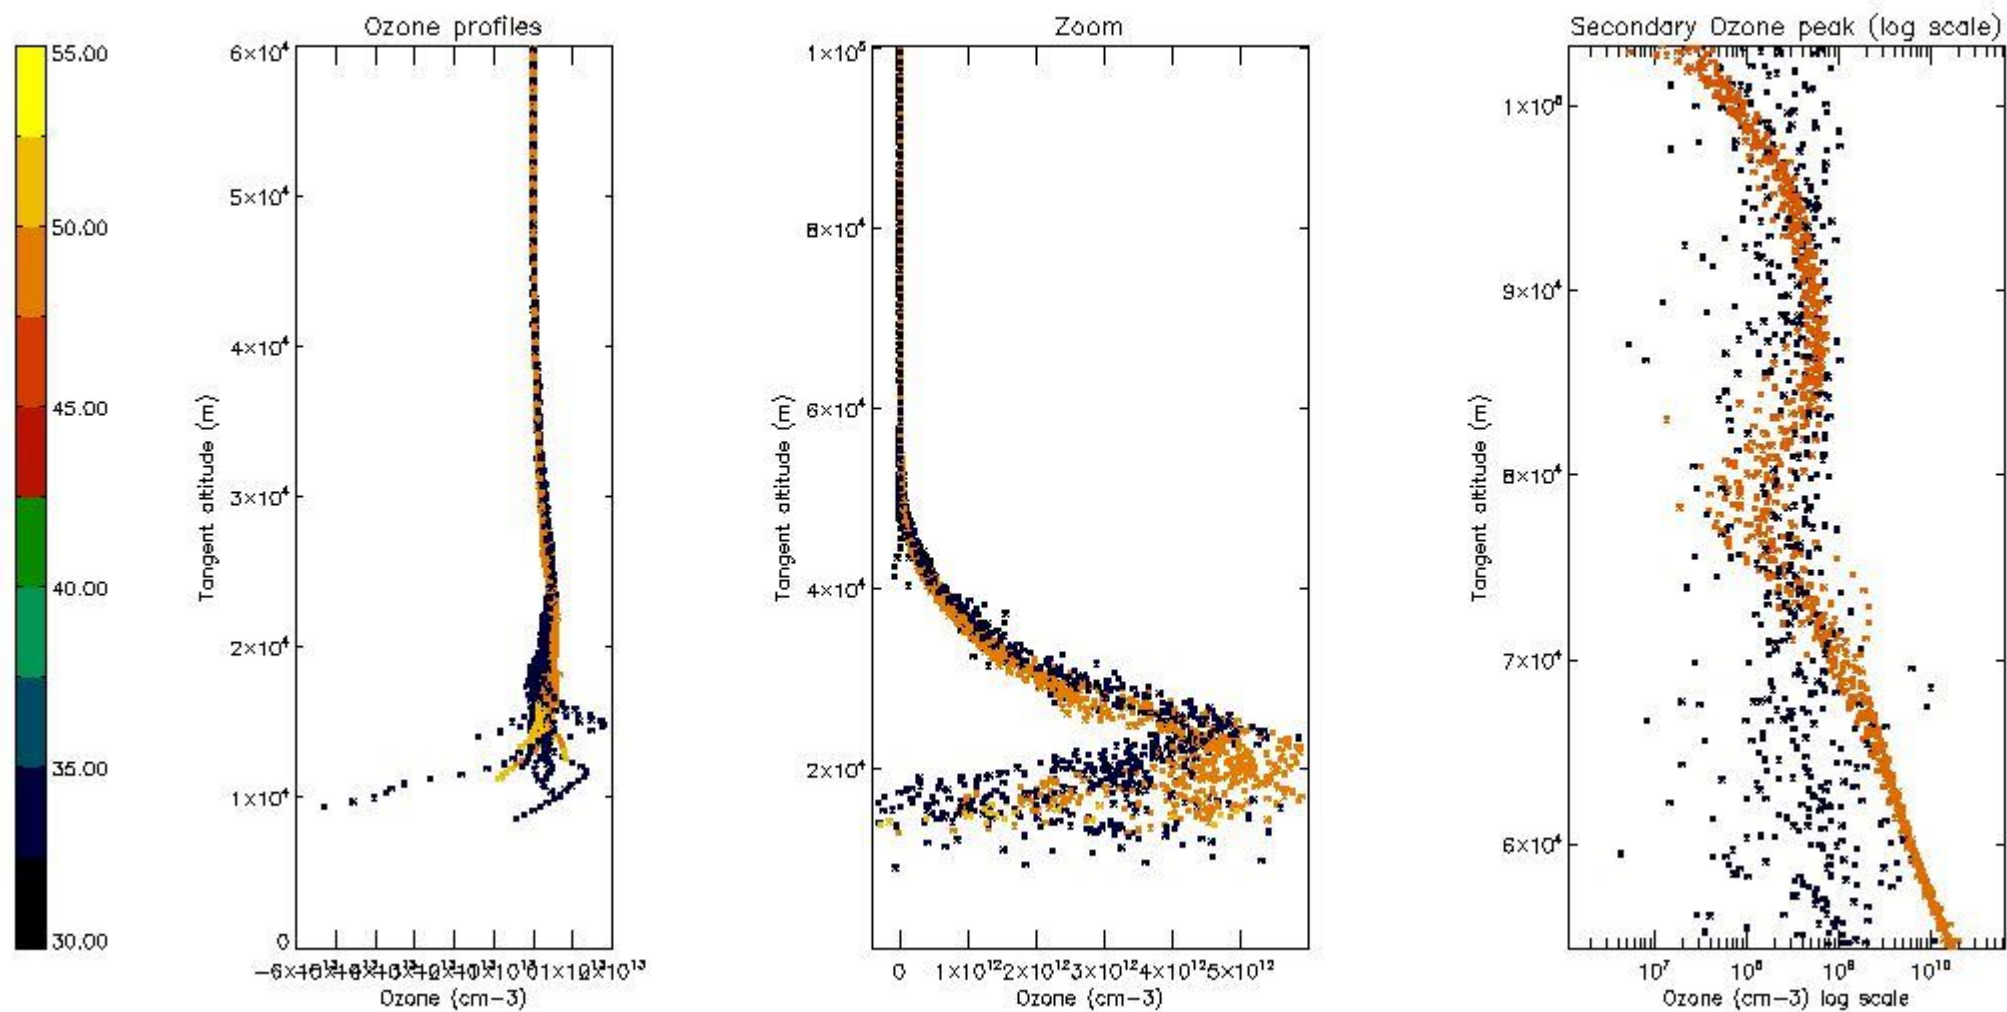 Ozone profiles
Zoom
Secondary Ozone peak (log scale)
55.00
50.00
45.00
40.00
35.00
30.00
6×10⁴
5×10⁴
4×10⁴
3×10⁴
2×10⁴
1×10⁴
0
Tangent altitude (m)
Ozone (cm−3)
1×10⁵
8×10⁴
6×10⁴
4×10⁴
2×10⁴
Tangent altitude (m)
0 1×10¹² 2×10¹² 3×10¹² 4×10¹² 5×10¹²
Ozone (cm−3)
1×10⁵
9×10⁴
8×10⁴
7×10⁴
6×10⁴
Tangent altitude (m)
10⁷ 10⁸ 10⁹ 10¹⁰
Ozone (cm−3) log scale